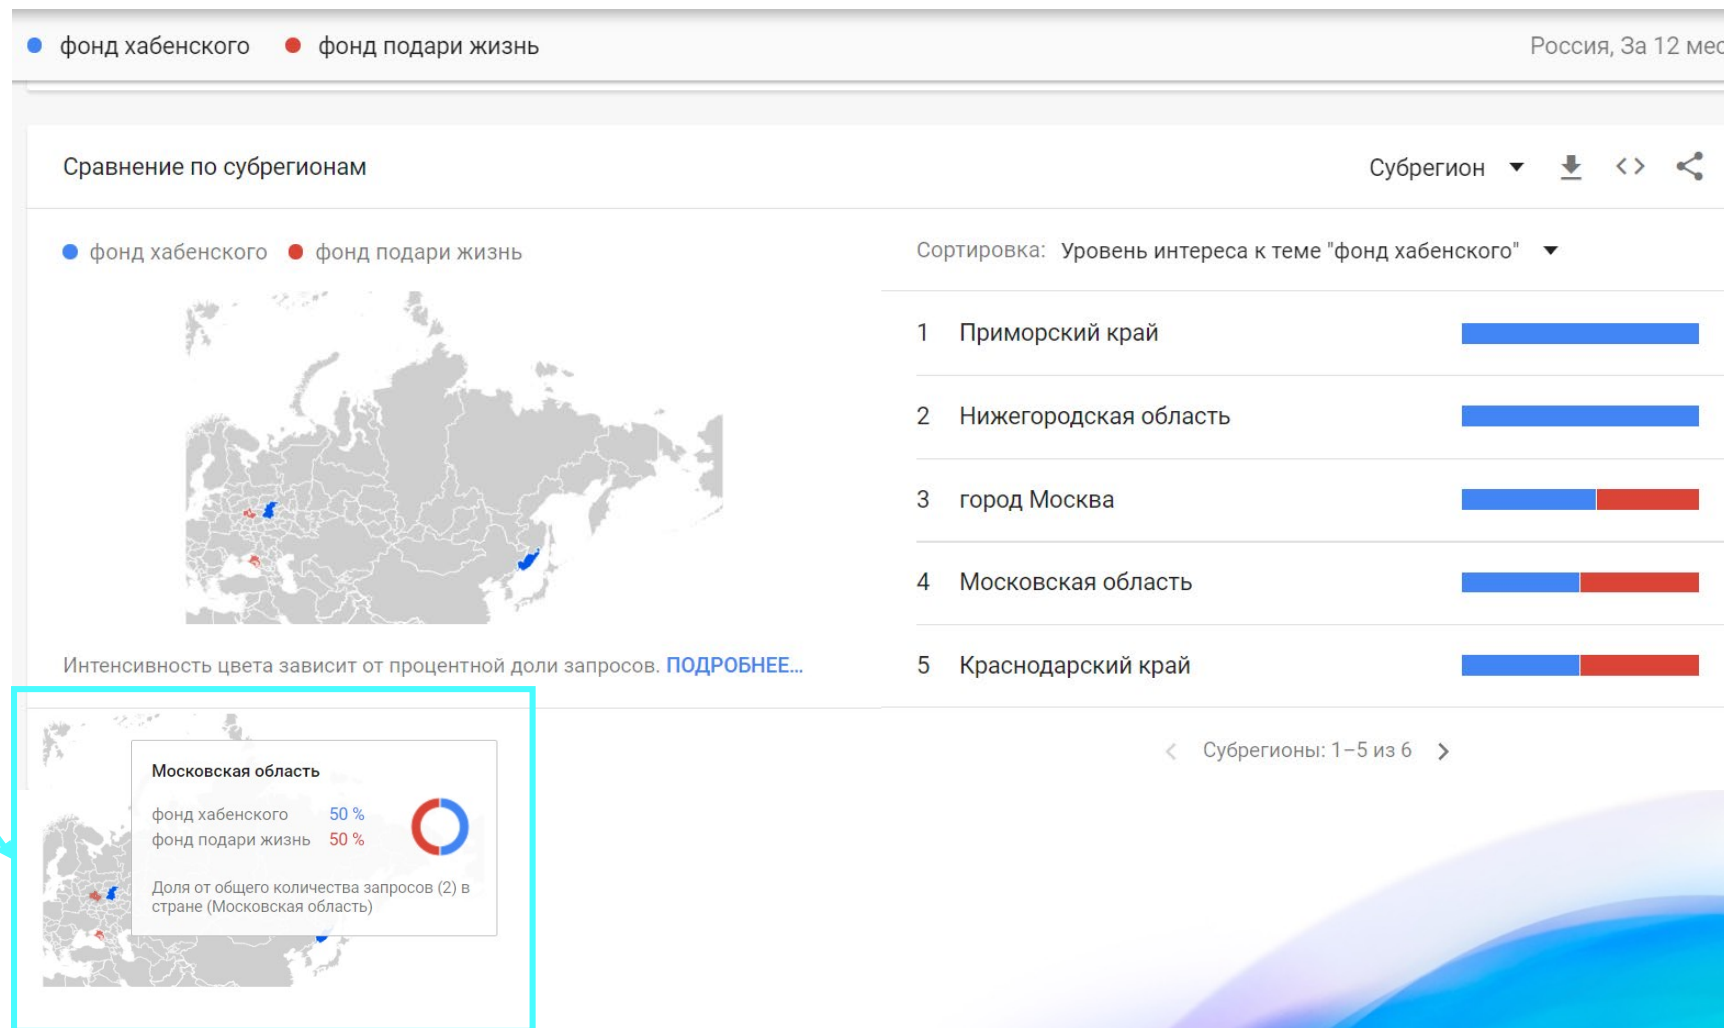 фонд хабенского фонд подари жизнь Россия, За 12 мес
Сравнение по субрегионам Субрегион
фонд хабенского фонд подари жизнь
Сортировка: Уровень интереса к теме "фонд хабенского"
1 Приморский край
2 Нижегородская область
3 город Москва
4 Московская область
5 Краснодарский край
Субрегионы: 1–5 из 6
Интенсивность цвета зависит от процентной доли запросов. ПОДРОБНЕЕ...
Московская область
фонд хабенского 50 %
фонд подари жизнь 50 %
Доля от общего количества запросов (2) в
стране (Московская область)